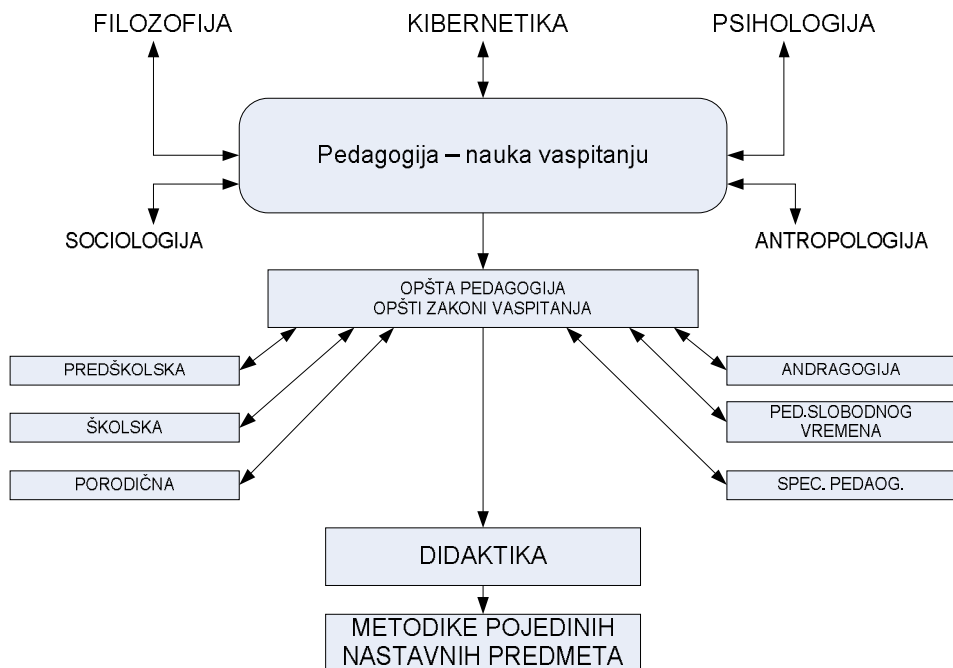 FILOZOFIJA
KIBERNETIKA
PSIHOLOGIJA
Pedagogija – nauka vaspitanju
SOCIOLOGIJA
ANTROPOLOGIJA
OPŠTA PEDAGOGIJA
OPŠTI ZAKONI VASPITANJA
PREDŠKOLSKA
ŠKOLSKA
PORODIČNA
ANDRAGOGIJA
PED.SLOBODNOG
VREMENA
SPEC. PEDAOG.
DIDAKTIKA
METODIKE POJEDINIH
NASTAVNIH PREDMETA